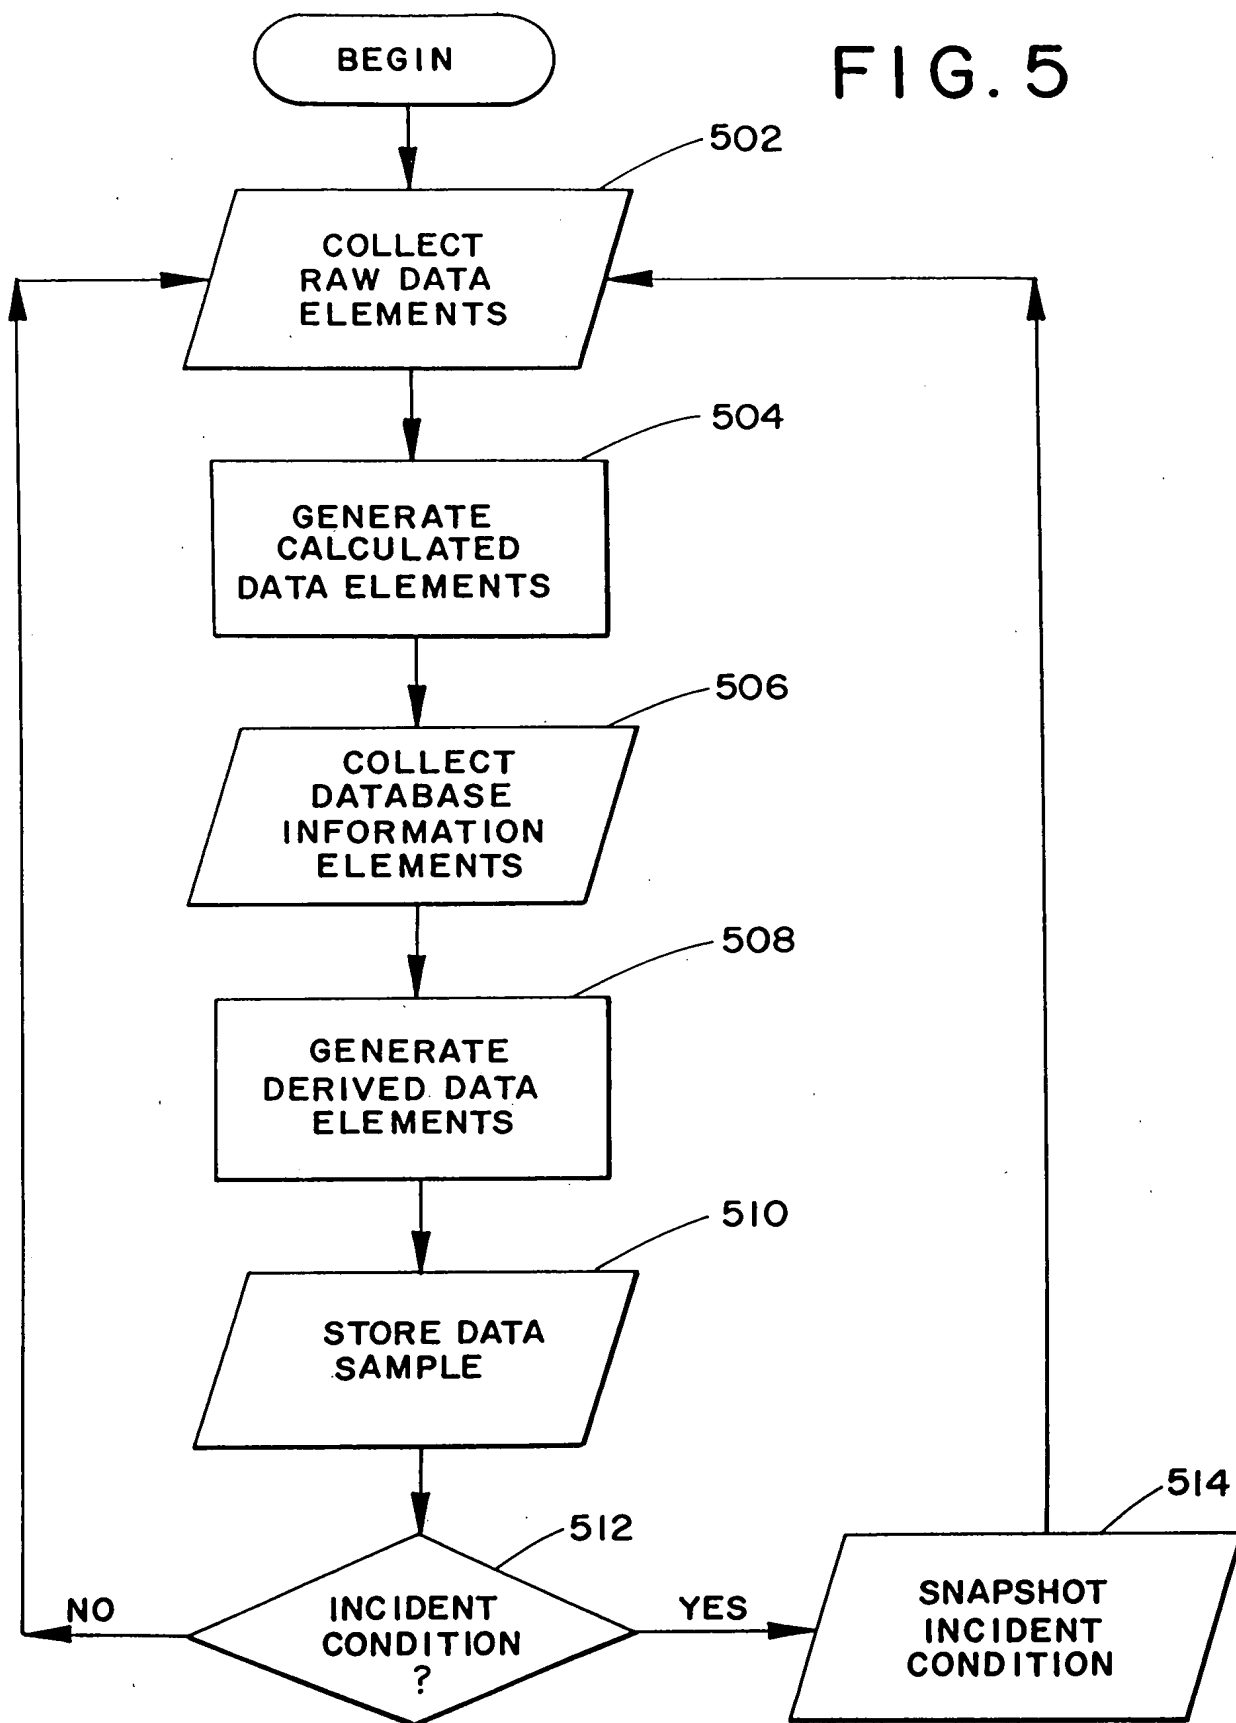 BEGIN
FIG. 5
502
COLLECT
RAW DATA
ELEMENTS
504
GENERATE
CALCULATED
DATA ELEMENTS
506
COLLECT
DATABASE
INFORMATION
ELEMENTS
508
GENERATE
DERIVED DATA
ELEMENTS
510
STORE DATA
SAMPLE
512
INCIDENT
CONDITION
?
NO
YES
514
SNAPSHOT
INCIDENT
CONDITION